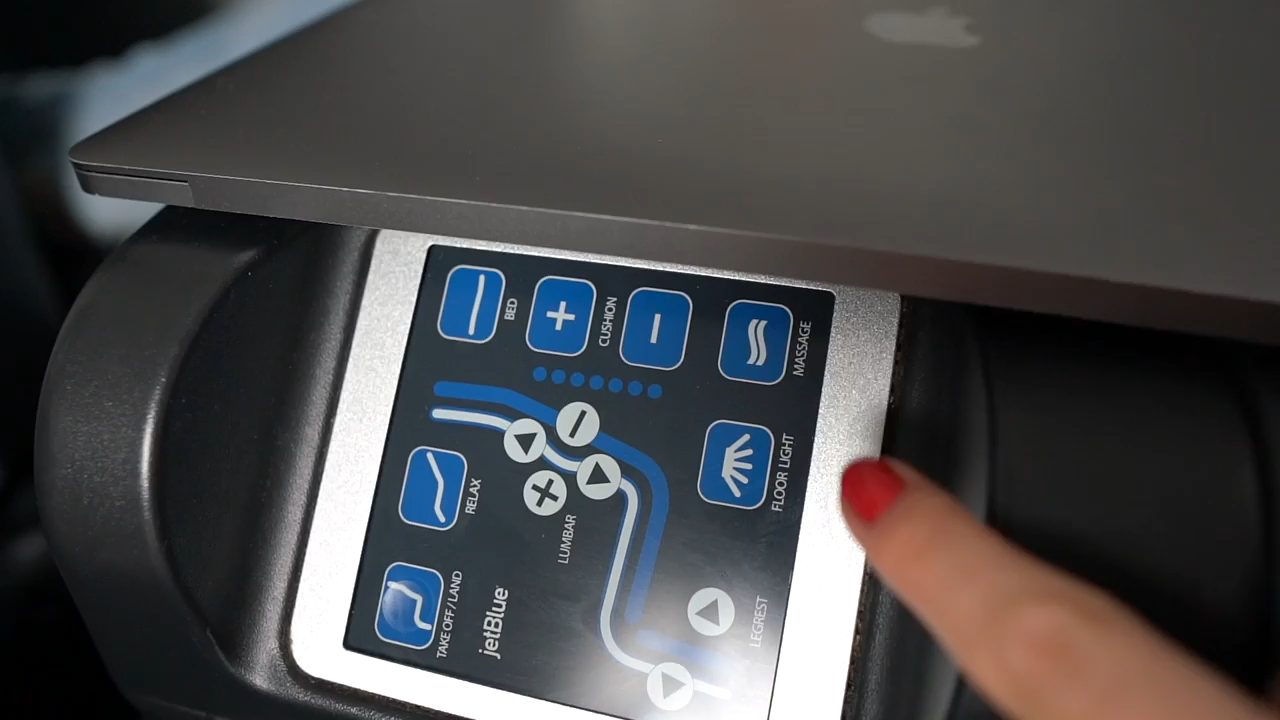 TAKE OFF / LAND
RELAX
BED
jetBlue
LUMBAR
CUSHION
LEGREST
FLOOR LIGHT
MASSAGE